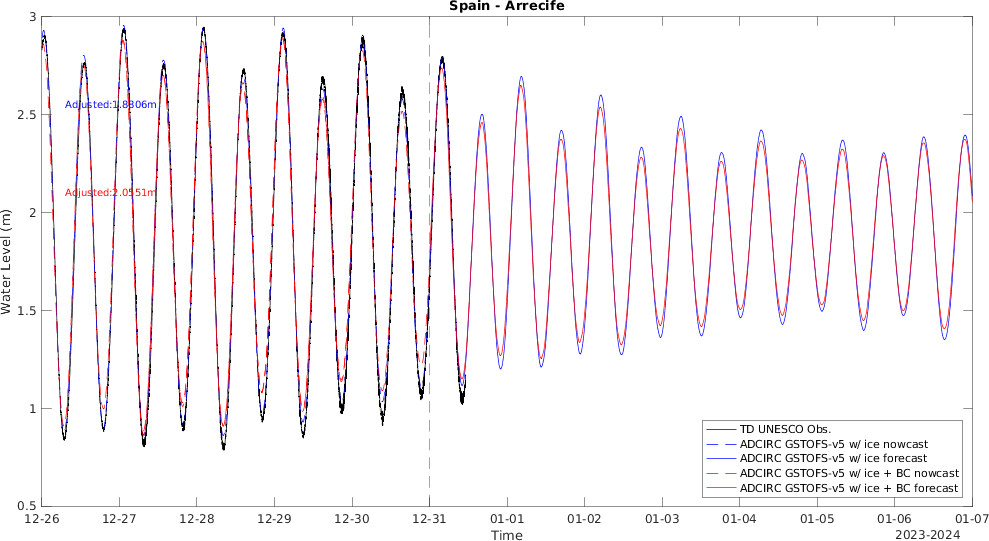 Spain - Arrecife
3
2.5
2
1.5
1
0.5
Water Level (m)
Adjusted:1.8306m
Adjusted:2.0551m
TD UNESCO Obs.
ADCIRC GSTOFS-v5 w/ ice nowcast
ADCIRC GSTOFS-v5 w/ ice forecast
ADCIRC GSTOFS-v5 w/ ice + BC nowcast
ADCIRC GSTOFS-v5 w/ ice + BC forecast
12-26 12-27 12-28 12-29 12-30 12-31 01-01 01-02 01-03 01-04 01-05 01-06 01-07
Time
2023-2024